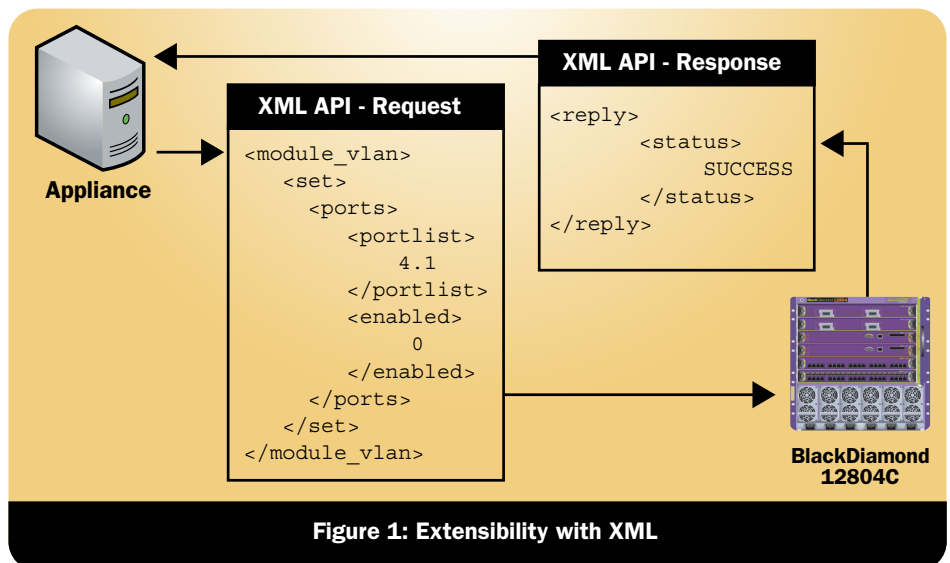 XML API - Response
<reply>
<status>
SUCCESS
</status>
</reply>
XML API - Request
<module_vlan>
<set>
<ports>
<portlist>
4.1
</portlist>
<enabled>
0
</enabled>
</ports>
</set>
</module_vlan>
Appliance
BlackDiamond
12804C
Figure 1: Extensibility with XML